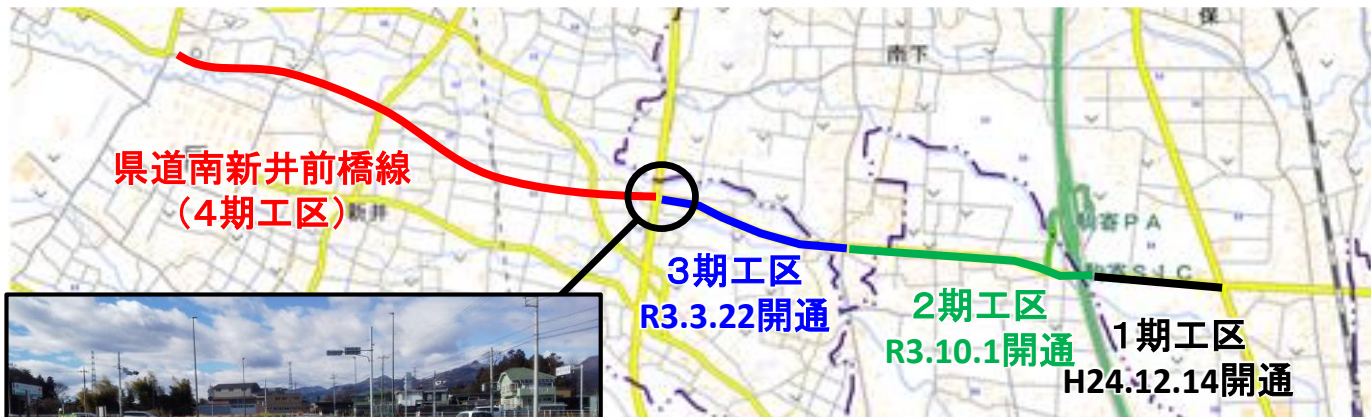 保
南下
県道南新井前橋線
（４期工区）
新井
寄ＰＡ
３期工区
R3.3.22開通
２期工区
R3.10.1開通
１期工区
H24.12.14開通